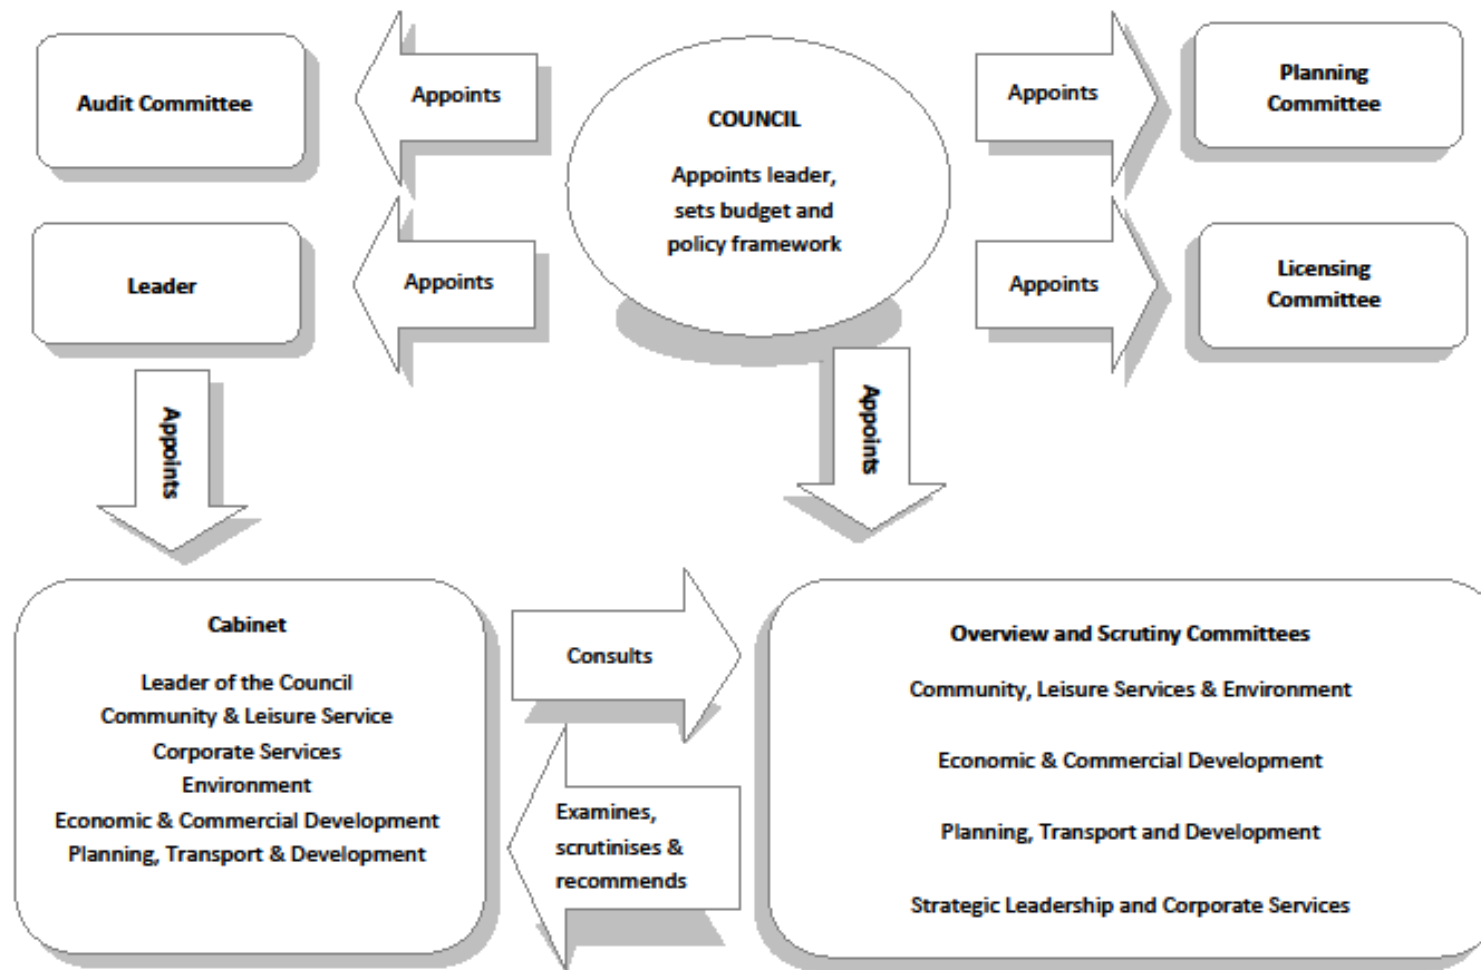 Audit Committee
Appoints
COUNCIL
Appoints leader,
sets budget and
policy framework
Appoints
Planning
Committee
Leader
Appoints
Appoints
Licensing
Committee
Appoints
Appoints
Cabinet
Leader of the Council
Community & Leisure Service
Corporate Services
Environment
Economic & Commercial Development
Planning, Transport & Development
Consults
Examines,
scrutinises &
recommends
Overview and Scrutiny Committees
Community, Leisure Services & Environment
Economic & Commercial Development
Planning, Transport and Development
Strategic Leadership and Corporate Services